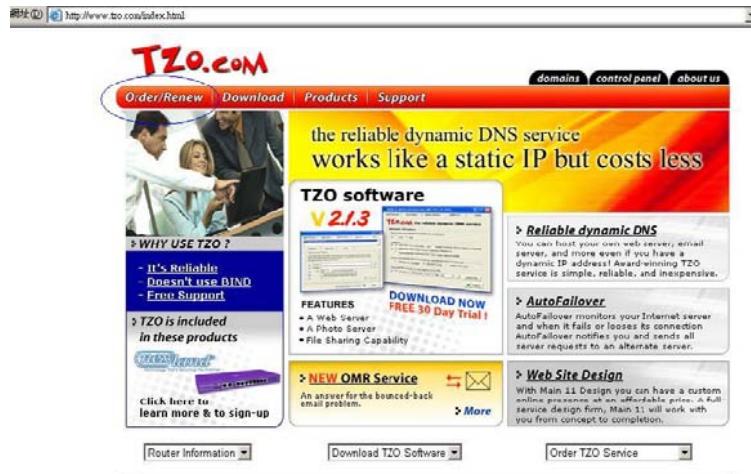 網址(D) http://www.tzo.com/index.html
TZO.COM
domains control panel about us
Order/Renew Download Products Support
the reliable dynamic DNS service
works like a static IP but costs less
TZO software
V 2.1.3
FEATURES
• A Web Server
• A Photo Server
• File Sharing Capability
DOWNLOAD NOW
FREE 30 Day Trial !
WHY USE TZO ?
- It's Reliable
- Doesn't use BIND
- Free Support
TZO is included
in these products
Click here to
learn more & to sign-up
NEW OMR Service
An answer for the bounced-back
email problem.
More
Reliable dynamic DNS
You can host your own web server, email
server, and more even if you have a
dynamic IP address! Award-winning TZO
service is simple, reliable, and inexpensive.
AutoFailover
AutoFailover monitors your Internet server
and when it fails or looses its connection
AutoFailover notifies you and sends all
server requests to an alternate server.
Web Site Design
With Main 11 Design you can have a custom
online presence at an affordable price. A full
service design firm, Main 11 will work with
you from concept to completion.
Router Information
Download TZO Software
Order TZO Service